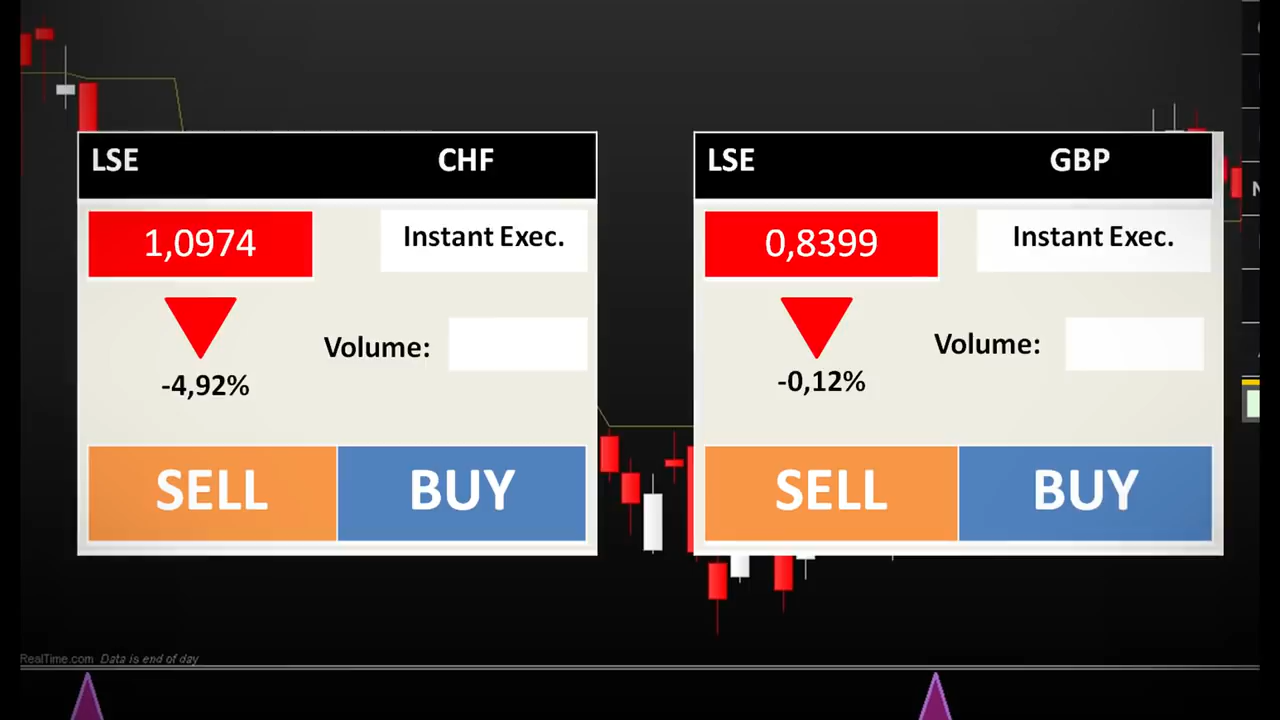 LSE CHF
1,0974 Instant Exec.
Volume:
-4,92%
SELL BUY
LSE GBP
0,8399 Instant Exec.
Volume:
-0,12%
SELL BUY
N
RealTime.com Data is end of day